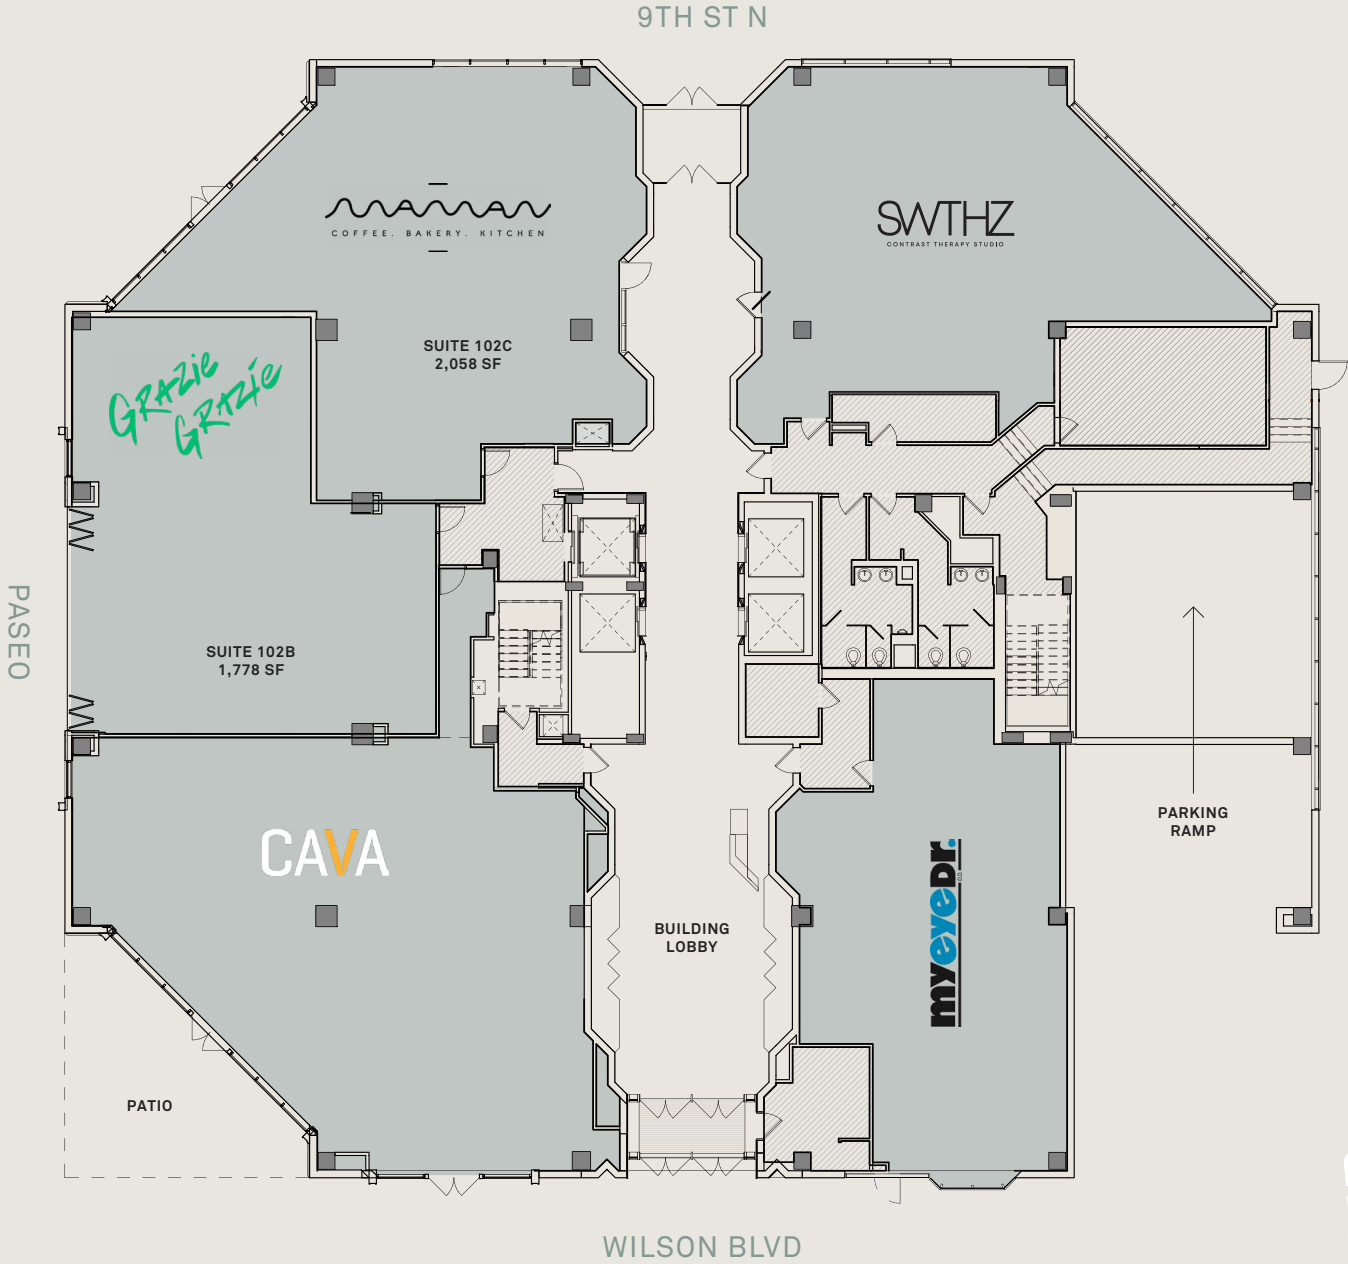 9TH ST N
MAMAN
COFFEE. BAKERY. KITCHEN
SWTHZ
CONTRAST THERAPY STUDIO
SUITE 102C
2,058 SF
GRAZIE
GRAZIE
PASEO
SUITE 102B
1,778 SF
PARKING
RAMP
CAVA
myeyedr.
O.D.
BUILDING
LOBBY
PATIO
WILSON BLVD